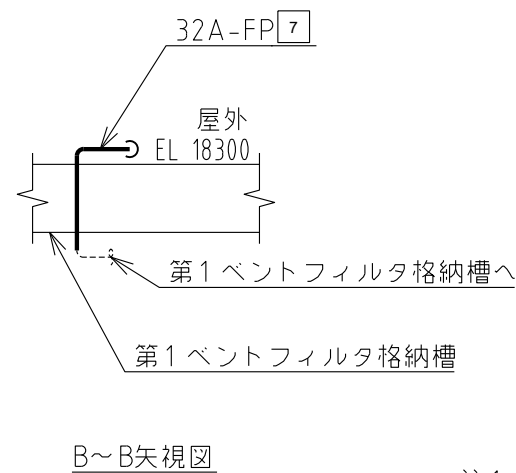 32A-FP 7
屋外
EL 18300
第1ベントフィルタ格納槽へ
第1ベントフィルタ格納槽
B~B矢視図